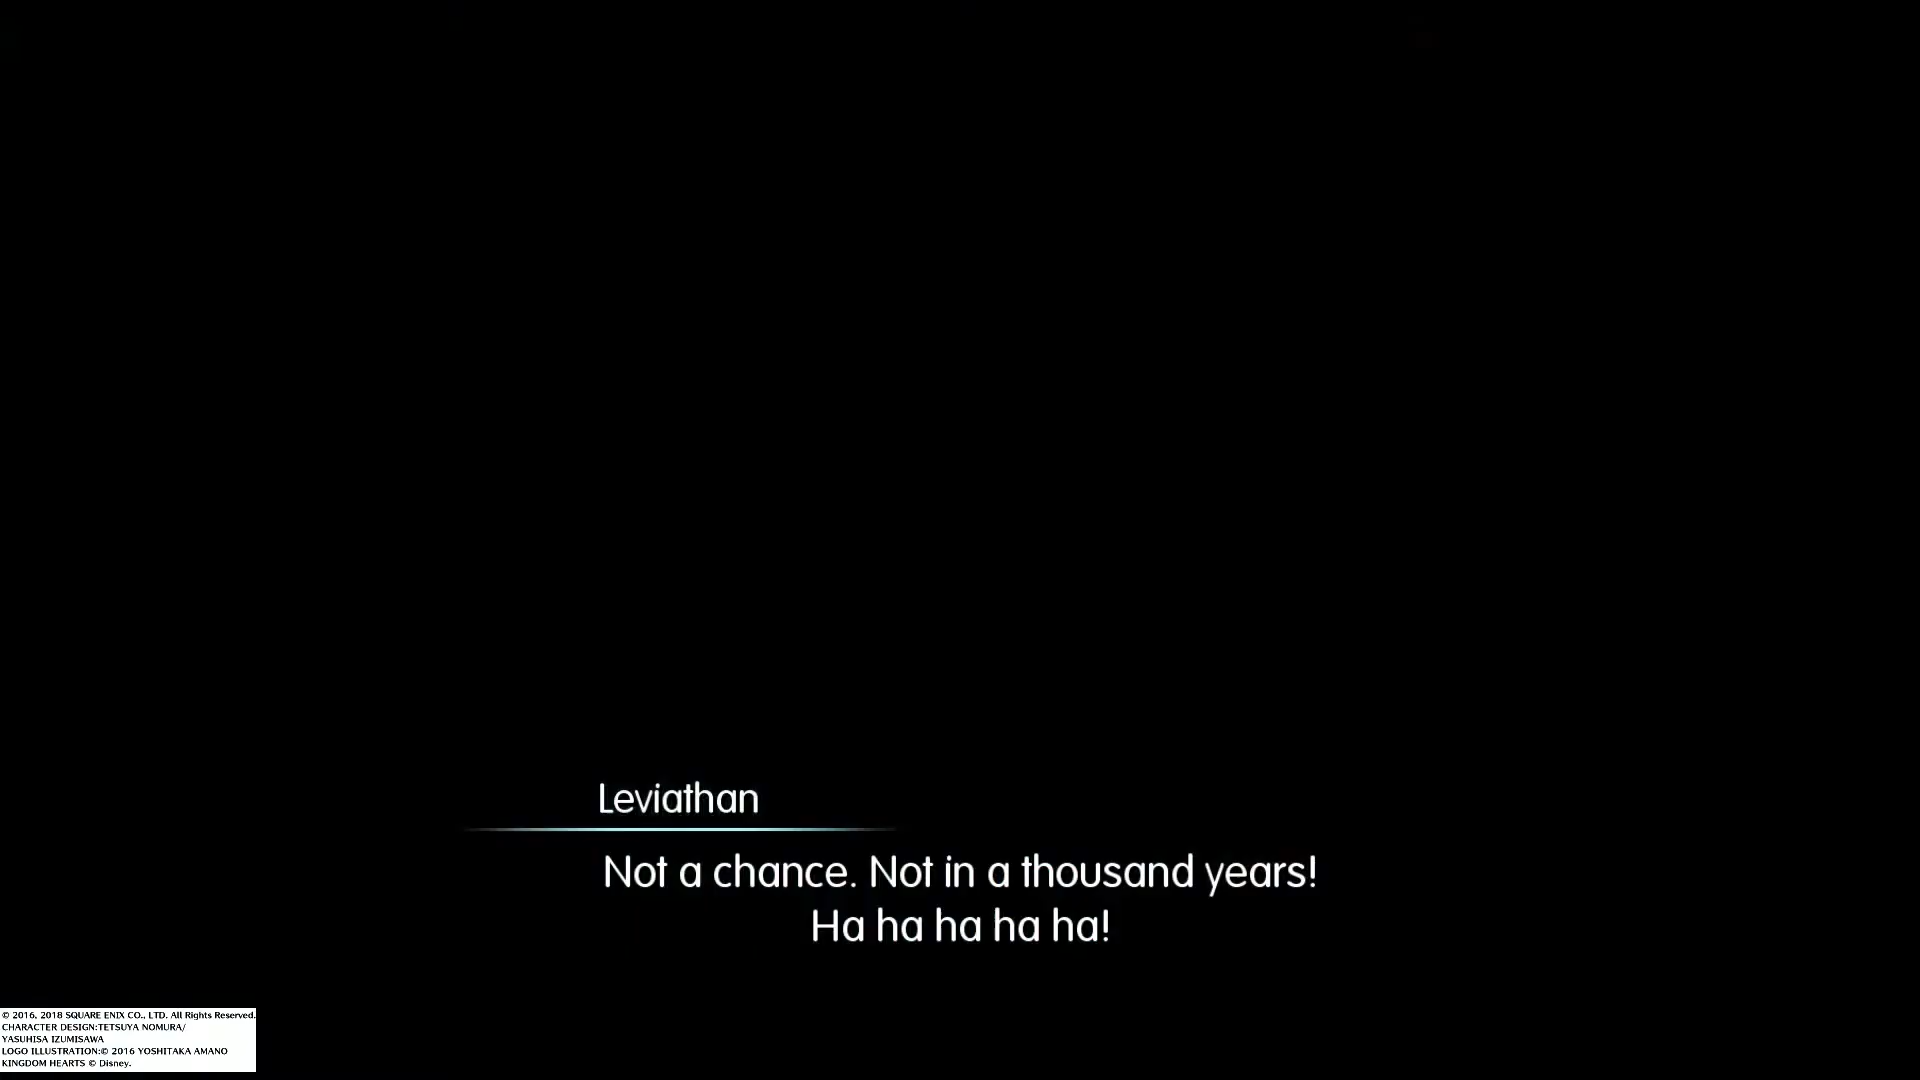 Leviathan
Not a chance. Not in a thousand years!
Ha ha ha ha ha!
© 2016, 2018 SQUARE ENIX CO., LTD. All Rights Reserved.
CHARACTER DESIGN:TETSUYA NOMURA/
YASUHISA IZUMISAWA
LOGO ILLUSTRATION:© 2016 YOSHITAKA AMANO
KINGDOM HEARTS © Disney.